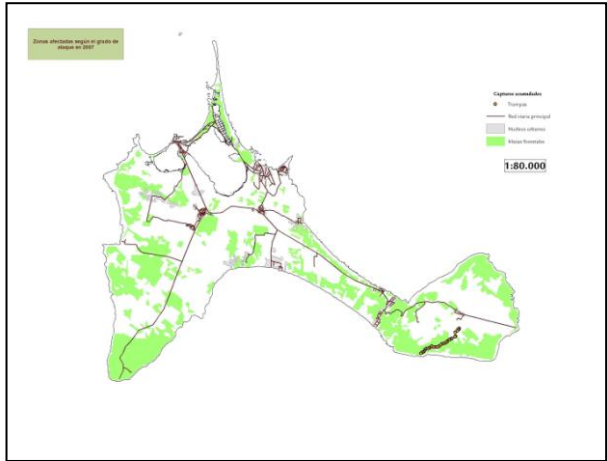 Zonas afectadas según el grado de
ataque en 2007
Capturas acumuladas
Trampas
Red viaria principal
Núcleos urbanos
Masas forestales
1:80.000